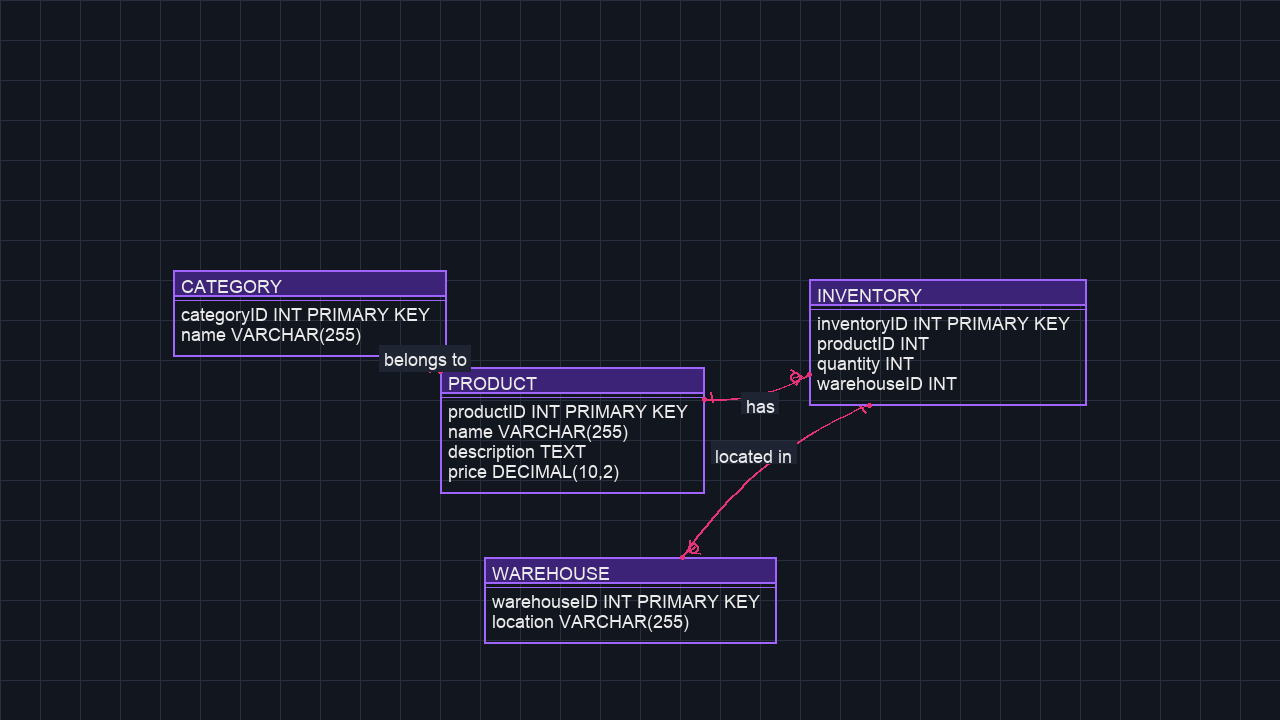 CATEGORY
categoryID INT PRIMARY KEY
name VARCHAR(255)
belongs to
PRODUCT
productID INT PRIMARY KEY
name VARCHAR(255)
description TEXT
price DECIMAL(10,2)
has
INVENTORY
inventoryID INT PRIMARY KEY
productID INT
quantity INT
warehouseID INT
located in
WAREHOUSE
warehouseID INT PRIMARY KEY
location VARCHAR(255)